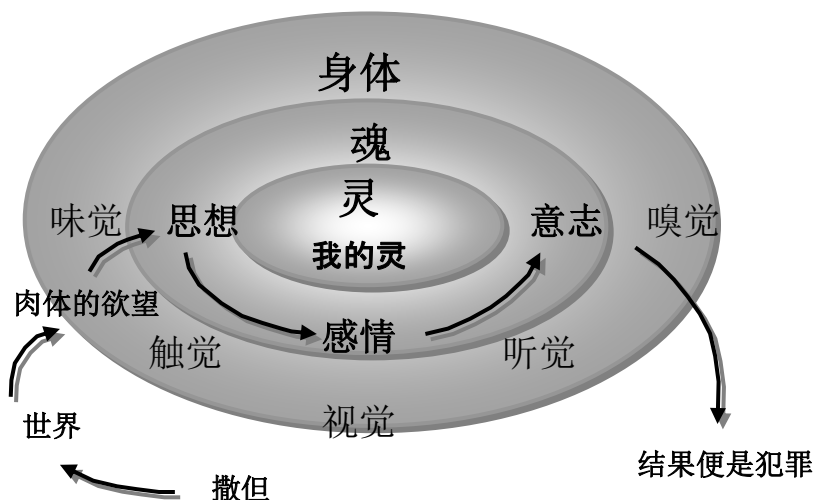 身体
魂
灵
味觉
思想
意志
嗅觉
我的灵
肉体的欲望
感情
触觉
听觉
视觉
世界
结果便是犯罪
撒但